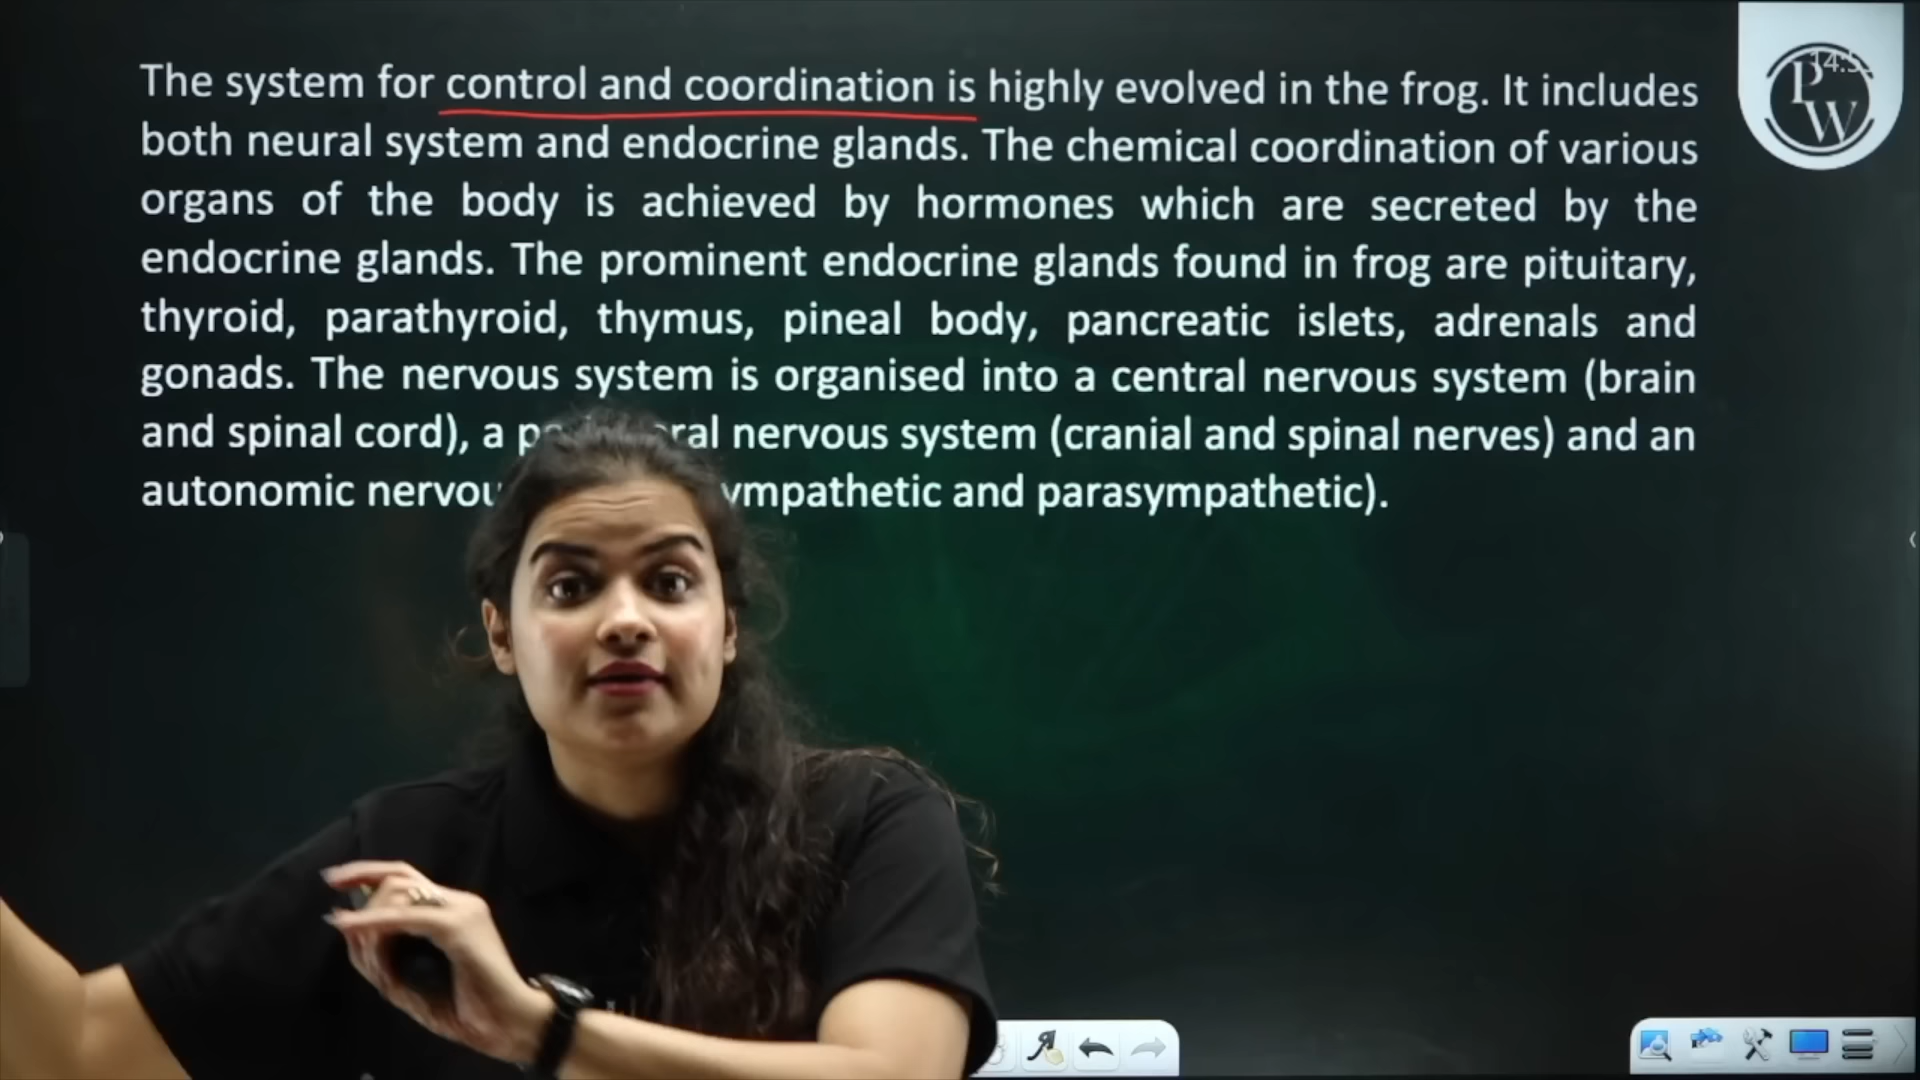 The system for control and coordination is highly evolved in the frog. It includes
both neural system and endocrine glands. The chemical coordination of various
organs of the body is achieved by hormones which are secreted by the
endocrine glands. The prominent endocrine glands found in frog are pituitary,
thyroid, parathyroid, thymus, pineal body, pancreatic islets, adrenals and
gonads. The nervous system is organised into a central nervous system (brain
and spinal cord), a nervous system (cranial and spinal nerves) and an
autonomic and parasympathetic).
PW